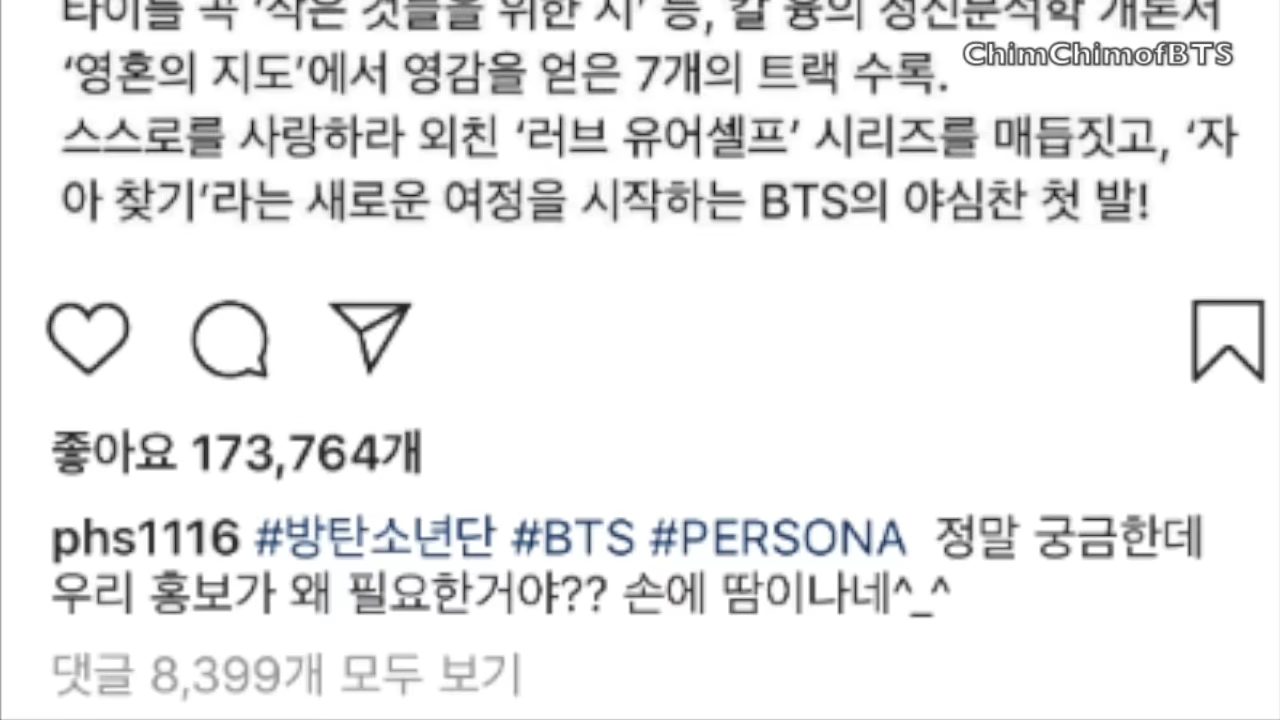 타이틀 곡 ‘작은 것들을 위한 시’ 등, 칼 융의 정신분석학 개론서
ChimChimofBTS
‘영혼의 지도’에서 영감을 얻은 7개의 트랙 수록.
스스로를 사랑하라 외친 ‘러브 유어셀프’ 시리즈를 매듭짓고, ‘자
아 찾기’라는 새로운 여정을 시작하는 BTS의 야심찬 첫 발!
좋아요 173,764개
phs1116 #방탄소년단 #BTS #PERSONA 정말 궁금한데
우리 홍보가 왜 필요한거야?? 손에 땀이나네^_^
댓글 8,399개 모두 보기